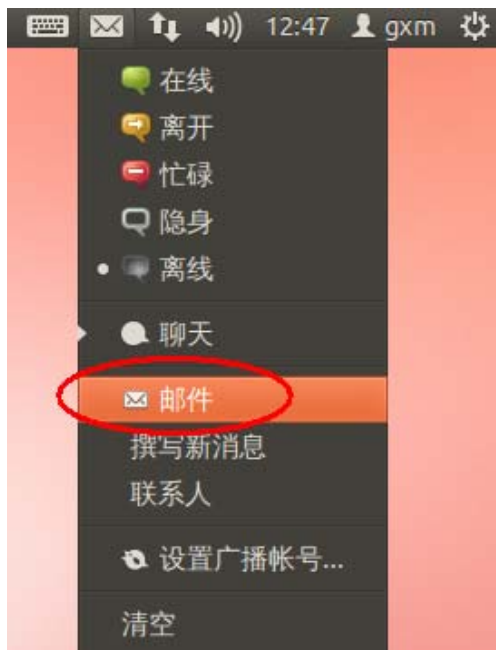 12:47 gxm
在线
离开
忙碌
隐身
离线
聊天
邮件
撰写新消息
联系人
设置广播帐号...
清空